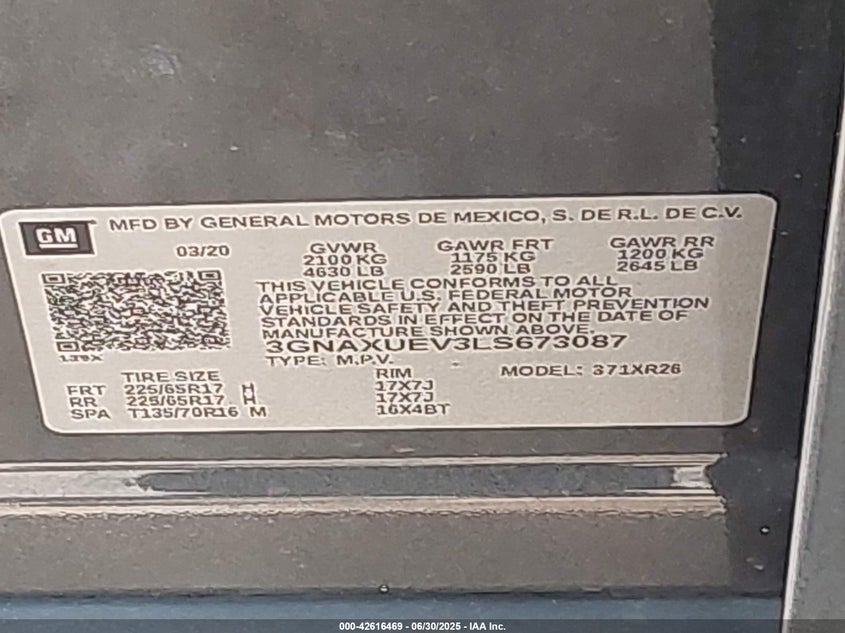 GM
MFD BY GENERAL MOTORS DE MEXICO, S. DE R.L. DE C.V.
03/20 GVWR GAWR FRT GAWR RR
2100 KG 1175 KG 1200 KG
4630 LB 2590 LB 2645 LB
THIS VEHICLE CONFORMS TO ALL
APPLICABLE U.S. FEDERAL MOTOR
VEHICLE SAFETY AND THEFT PREVENTION
STANDARDS IN EFFECT ON THE DATE OF
MANUFACTURE SHOWN ABOVE.
3GNAXUEV3LS673087
TYPE: M.P.V. MODEL: 371XR26
TIRE SIZE RIM
FRT 225/65R17 H 17X7J
RR 225/65R17 H 17X7J
SPA T135/70R16 M 16X4BT
000-42616469 - 06/30/2025 - IAA Inc.